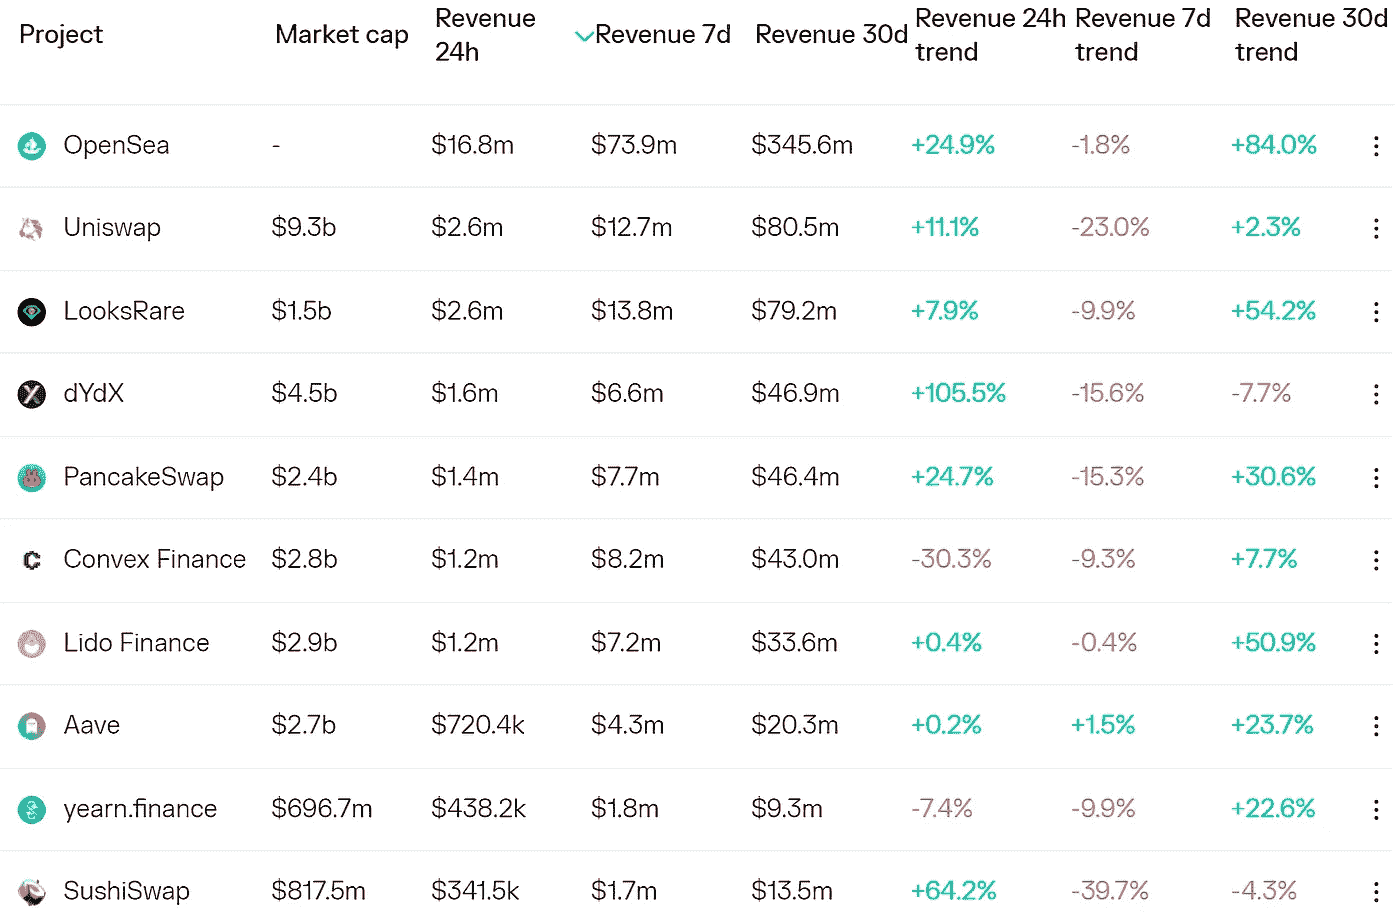 Project Market cap Revenue 24h Revenue 7d Revenue 30d Revenue 24h trend Revenue 7d trend Revenue 30d trend
OpenSea - $16.8m $73.9m $345.6m +24.9% -1.8% +84.0%
Uniswap $9.3b $2.6m $12.7m $80.5m +11.1% -23.0% +2.3%
LooksRare $1.5b $2.6m $13.8m $79.2m +7.9% -9.9% +54.2%
dYdX $4.5b $1.6m $6.6m $46.9m +105.5% -15.6% -7.7%
PancakeSwap $2.4b $1.4m $7.7m $46.4m +24.7% -15.3% +30.6%
Convex Finance $2.8b $1.2m $8.2m $43.0m -30.3% -9.3% +7.7%
Lido Finance $2.9b $1.2m $7.2m $33.6m +0.4% -0.4% +50.9%
Aave $2.7b $720.4k $4.3m $20.3m +0.2% +1.5% +23.7%
yearn.finance $696.7m $438.2k $1.8m $9.3m -7.4% -9.9% +22.6%
SushiSwap $817.5m $341.5k $1.7m $13.5m +64.2% -39.7% -4.3%